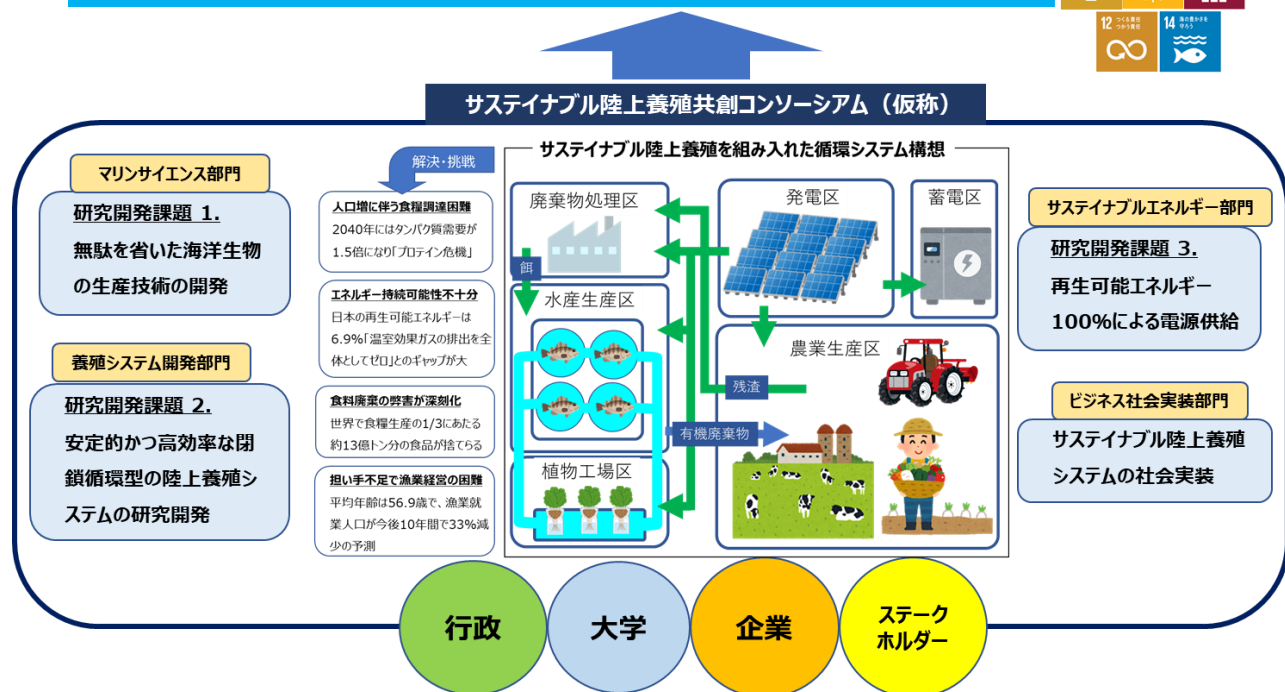 12 つくる責任
つかう責任
14 海の豊かさを
守ろう
サステイナブル陸上養殖共創コンソーシアム（仮称）
マリンサイエンス部門
研究開発課題 1.
無駄を省いた海洋生物
の生産技術の開発
養殖システム開発部門
研究開発課題 2.
安定的かつ高効率な閉
鎖循環型の陸上養殖シ
ステムの研究開発
解決・挑戦
人口増に伴う食糧調達困難
2040年にはタンパク質需要が
1.5倍になり｢プロテイン危機｣
エネルギー持続可能性不十分
日本の再生可能エネルギーは
6.9%｢温室効果ガスの排出を全
体としてゼロ｣とのギャップが大
食料廃棄の弊害が深刻化
世界で食糧生産の1/3にあたる
約13億トン分の食品が捨てらる
担い手不足で漁業経営の困難
平均年齢は56.9歳で、漁業就
業人口が今後10年間で33%減
少の予測
サステイナブル陸上養殖を組み入れた循環システム構想
廃棄物処理区
発電区
蓄電区
餌
水産生産区
農業生産区
残渣
有機廃棄物
植物工場区
サステイナブルエネルギー部門
研究開発課題 3.
再生可能エネルギー
100%による電源供給
ビジネス社会実装部門
サステイナブル陸上養殖
システムの社会実装
行政
大学
企業
ステーク
ホルダー